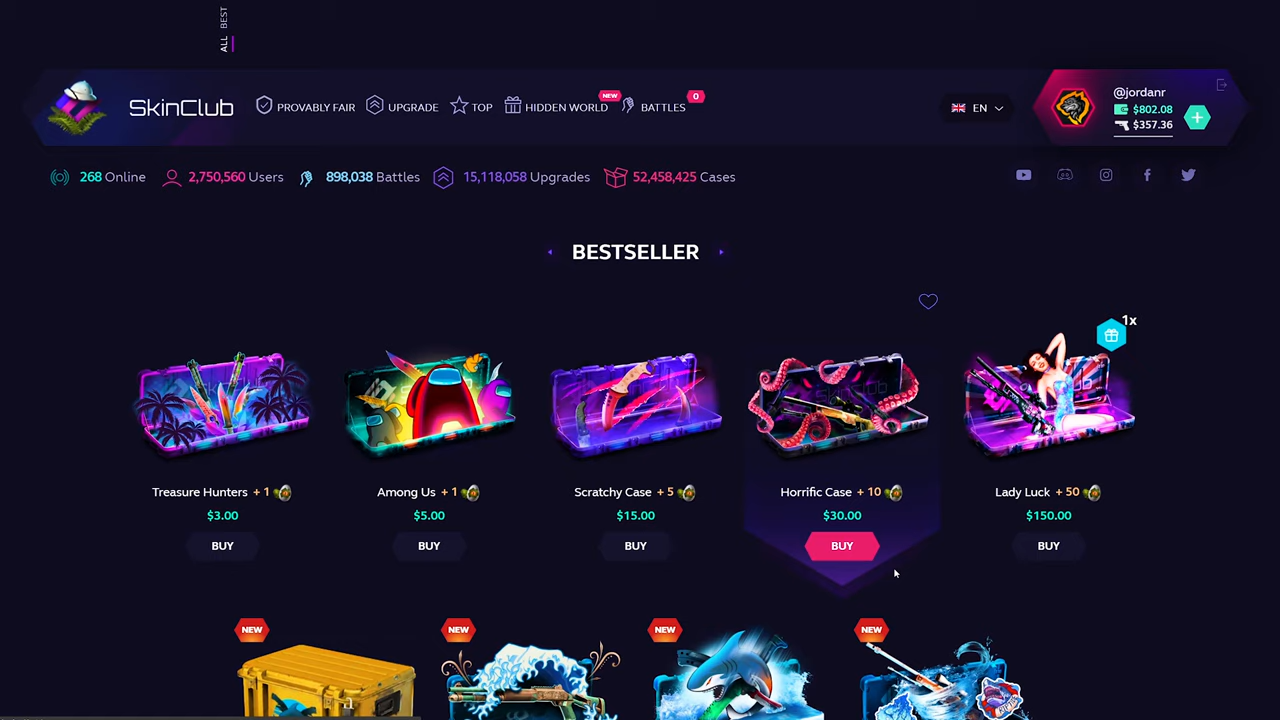 BEST
ALL
SkinClub
PROVABLY FAIR
UPGRADE
TOP
HIDDEN WORLD
NEW
BATTLES
0
EN
@jordanr
$802.08
$357.36
268 Online
2,750,560 Users
898,038 Battles
15,118,058 Upgrades
52,458,425 Cases
BESTSELLER
1x
Treasure Hunters + 1
Among Us + 1
Scratchy Case + 5
Horrific Case + 10
Lady Luck + 50
$3.00
$5.00
$15.00
$30.00
$150.00
BUY
BUY
BUY
BUY
BUY
NEW
NEW
NEW
NEW